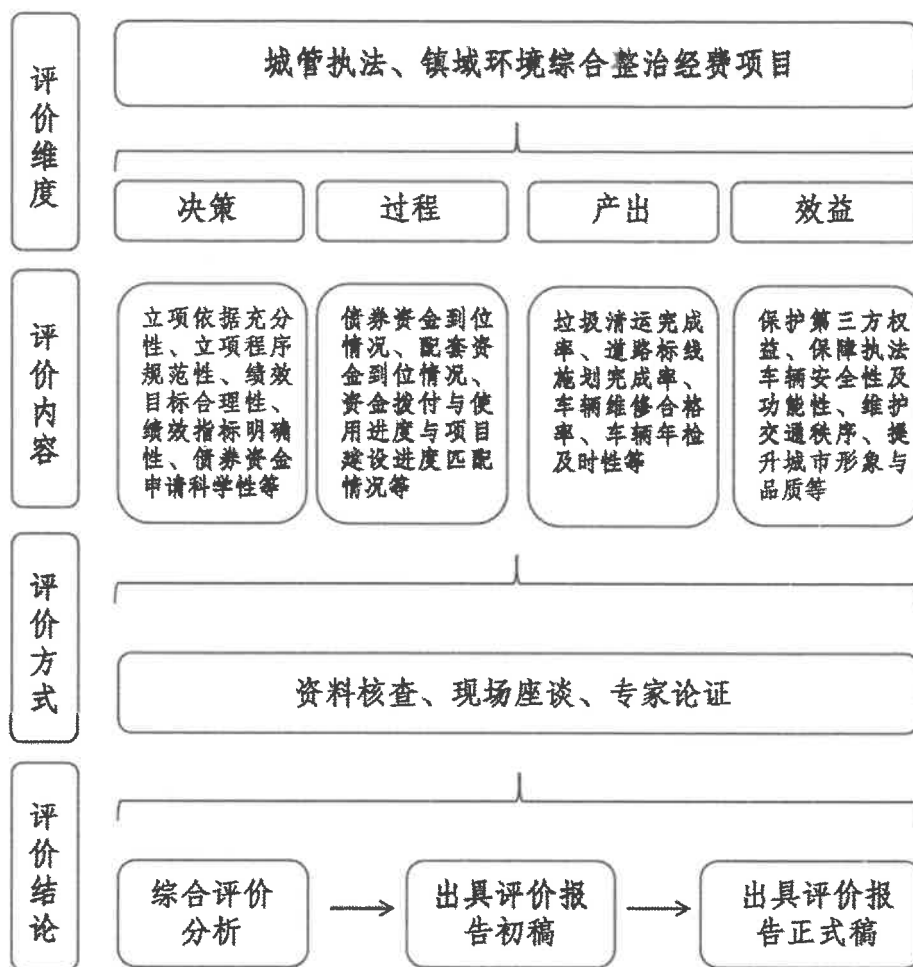 评价维度
城管执法、镇域环境综合整治经费项目
决策
过程
产出
效益
评价内容
立项依据充分
性、立项程序
规范性、绩效
目标合理性、
绩效指标明确
性、债券资金
申请科学性等
债券资金到位
情况、配套资
金到位情况、
资金拨付与使
用进度与项目
建设进度匹配
情况等
垃圾清运完成
率、道路标线
施划完成率、
车辆维修合格
率、车辆年检
及时性等
保护第三方权
益、保障执法
车辆安全性及
功能性、维护
交通秩序、提
升城市形象与
品质等
评价方式
资料核查、现场座谈、专家论证
评价结论
综合评价
分析
出具评价报
告初稿
出具评价报
告正式稿